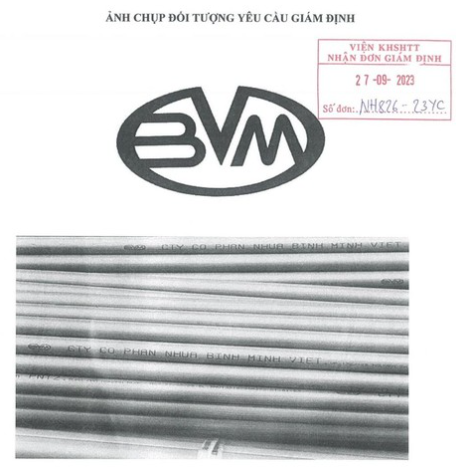 ẢNH CHỤP ĐỐI TƯỢNG YÊU CẦU GIÁM ĐỊNH
VIỆN KHSHTT
NHẬN ĐƠN GIÁM ĐỊNH
27-09-2023
Số đơn: NH826-23YC
BVM
CTY CO PHAN NHUA BINH MINH VIET
CTY CO PHAN NHUA BINH MINH VIET